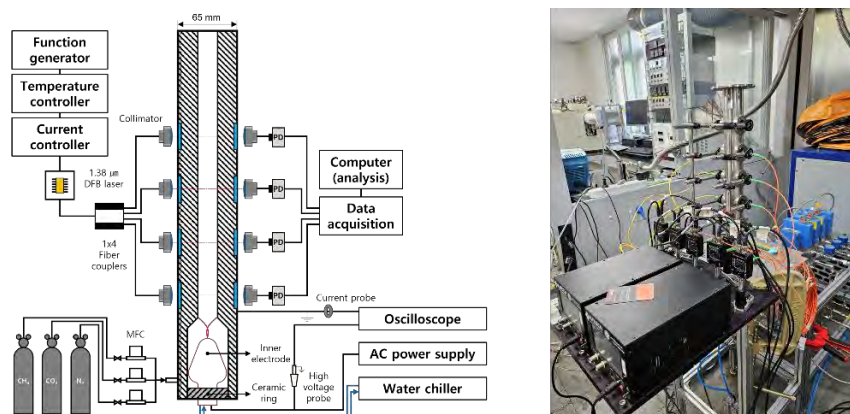 65 mm
Function
generator
Temperature
controller
Current
controller
Collimator
1.38 μm
DFB laser
1x4
Fiber
couplers
PD
PD
PD
PD
Computer
(analysis)
Data
acquisition
Current probe
Oscilloscope
AC power supply
Water chiller
MFC
Inner
electrode
Ceramic
ring
High
voltage
probe
CH₄
CO₂
N₂